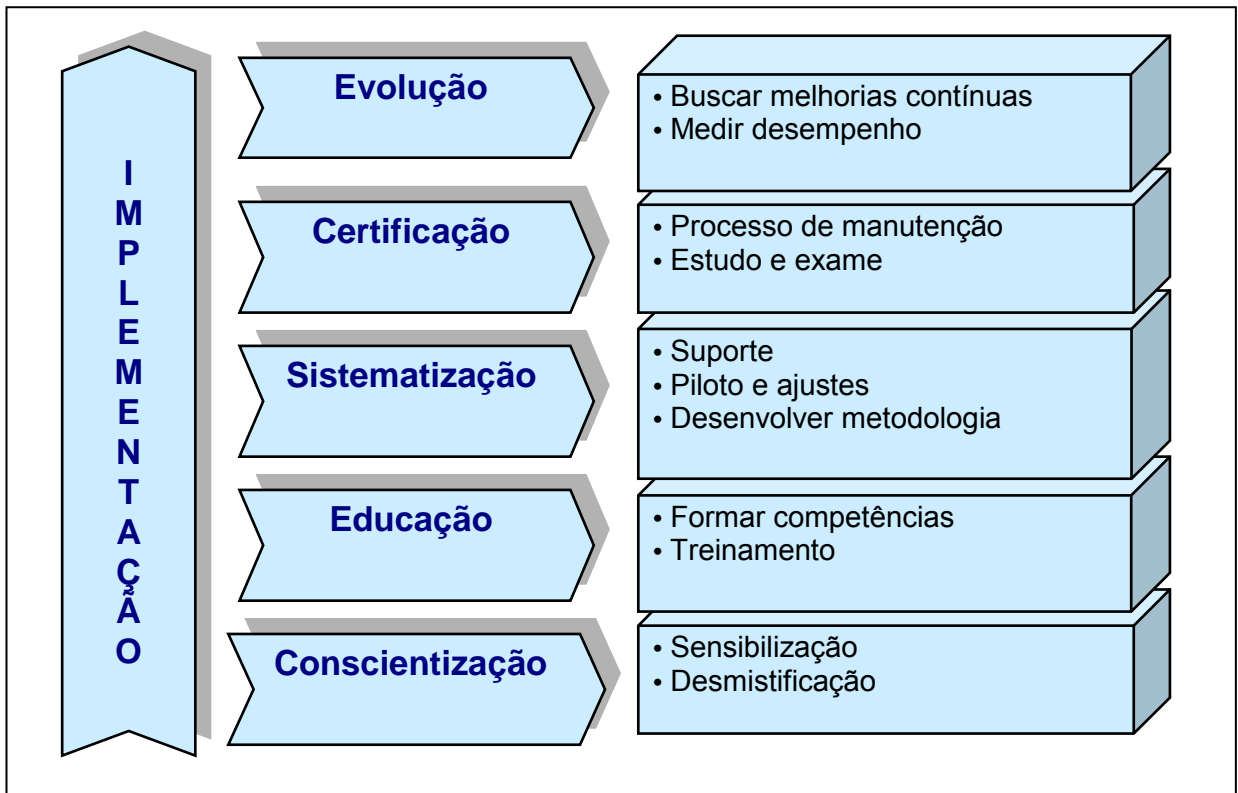 IMPLEMENTAÇÃO
Evolução
• Buscar melhorias contínuas
• Medir desempenho
Certificação
• Processo de manutenção
• Estudo e exame
Sistematização
• Suporte
• Piloto e ajustes
• Desenvolver metodologia
Educação
• Formar competências
• Treinamento
Conscientização
• Sensibilização
• Desmistificação